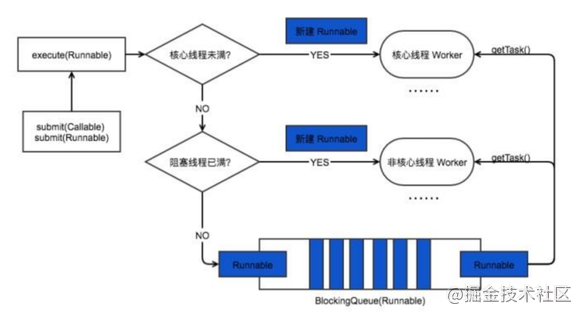 新建 Runnable
execute(Runnable)
核心线程未满?
YES
核心线程 Worker
getTask()
······
NO
submit(Callable)
submit(Runnable)
新建 Runnable
阻塞线程已满?
YES
非核心线程 Worker
getTask()
······
NO
Runnable
Runnable
BlockingQueue(Runnable)
@掘金技术社区